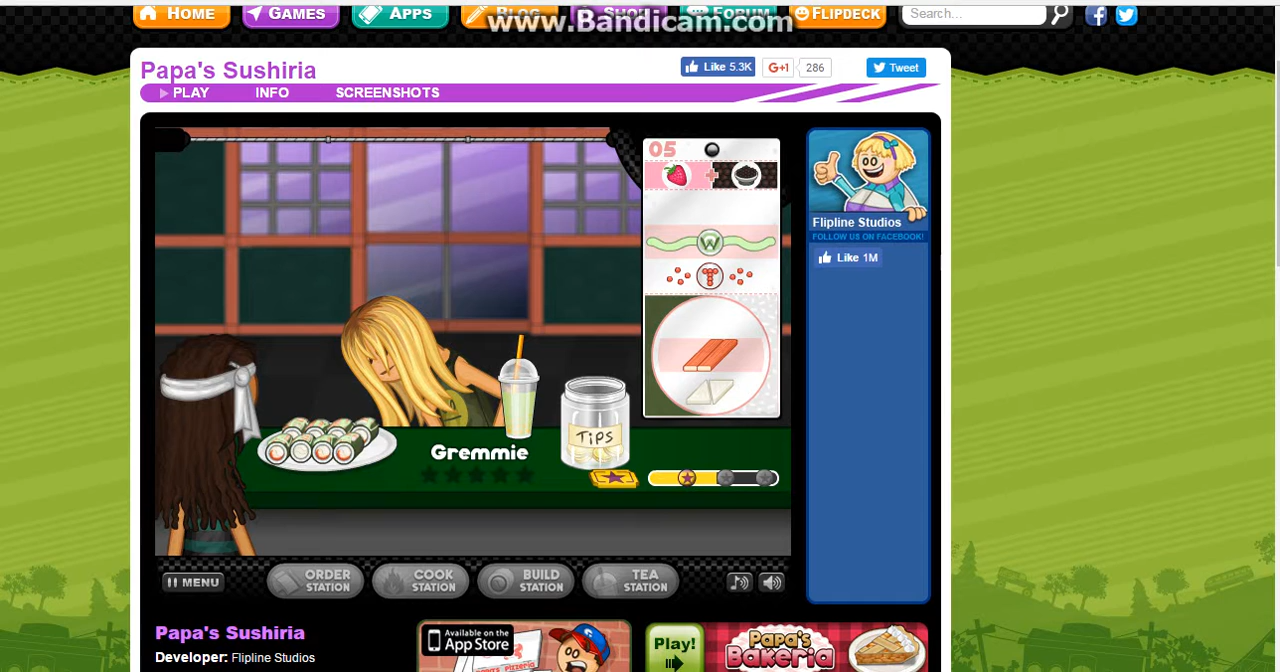 HOME GAMES APPS BLOG FORUM FLIPDECK Search...
www.Bandicam.com
Papa's Sushiria
Like 5.3K G+1 286 Tweet
PLAY INFO SCREENSHOTS
05
W
T
Flipline Studios
FOLLOW US ON FACEBOOK!
Like 1M
TIPS
Gremmie
MENU
ORDER STATION
COOK STATION
BUILD STATION
TEA STATION
Papa's Sushiria
Developer: Flipline Studios
Available on the App Store
Play!
Papa's Bakeria